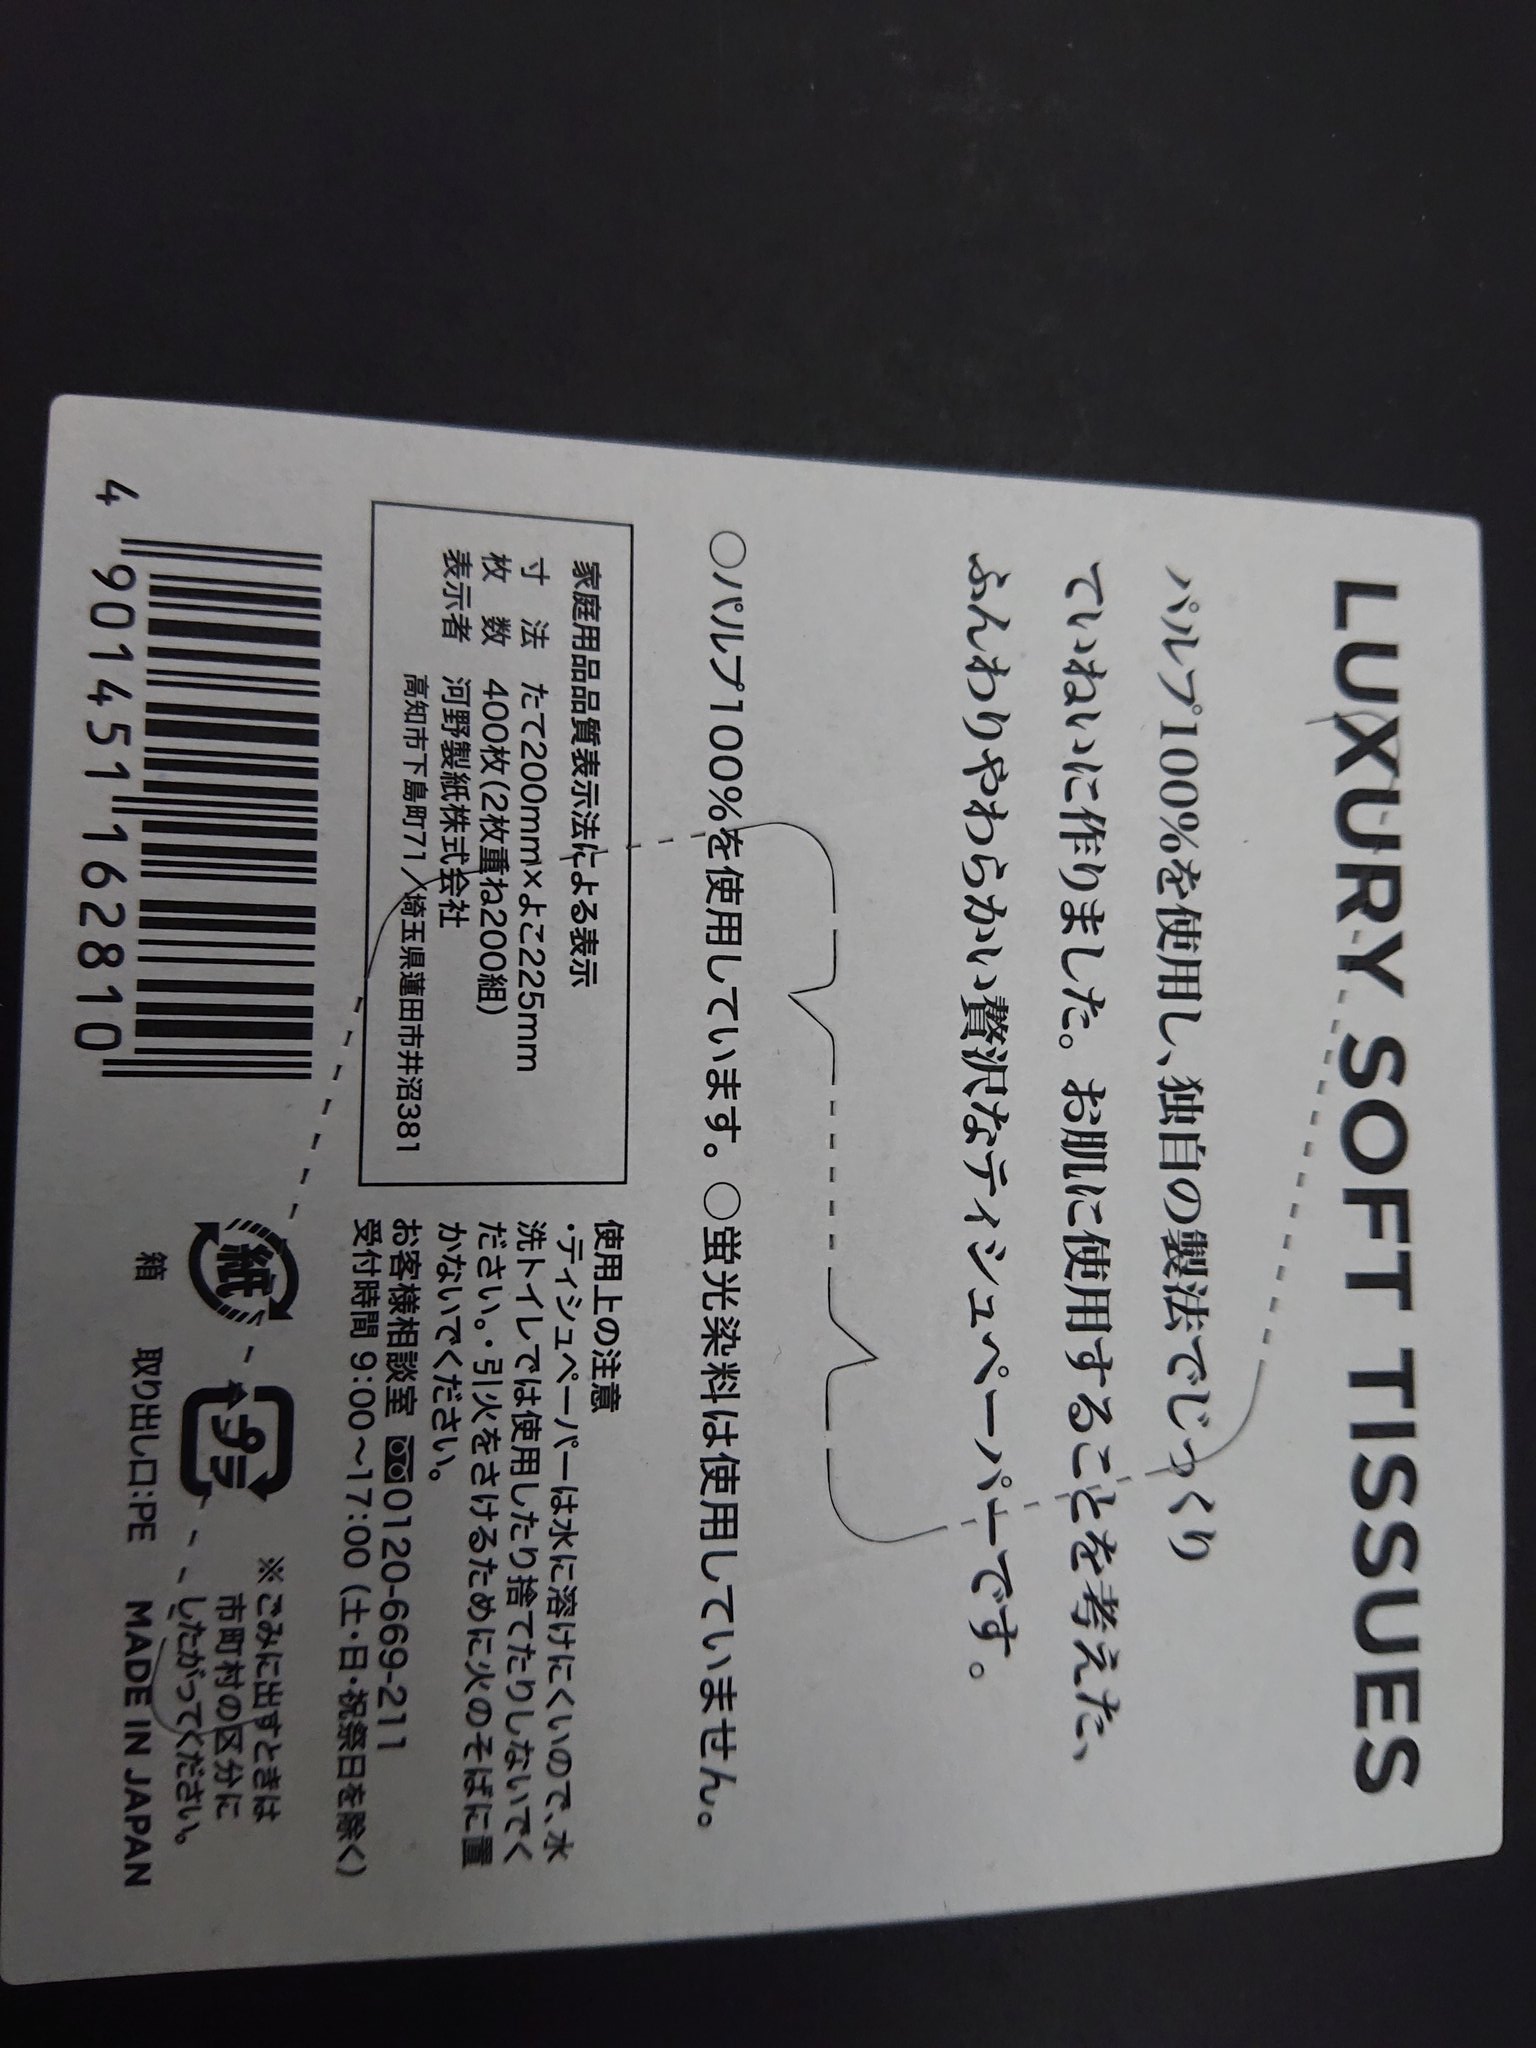 LUXURY SOFT TISSUES
パルプ100%を使用し、独自の製法でじっくり
ていねいに作りました。お肌に使用することを考えた、
ふんわりやわらかい贅沢なティシュペーパーです。
○パルプ100%を使用しています。○蛍光染料は使用していません。
家庭用品品質表示法による表示
寸 法 たて200mm×よこ225mm
枚 数 400枚(2枚重ね200組)
表示者 河野製紙株式会社
高知市下島町71/埼玉県蓮田市井沼381
使用上の注意
・ティシュペーパーは水に溶けにくいので、水
洗トイレでは使用したり捨てたりしないでく
ださい。・引火をさけるために火のそばに置
かないでください。
お客様相談室 0120-669-211
受付時間 9:00〜17:00 (土・日・祝祭日を除く)
4 901451 162810
紙
箱
プラ
取り出し口:PE
※ごみに出すときは
市町村の区分に
したがってください。
MADE IN JAPAN